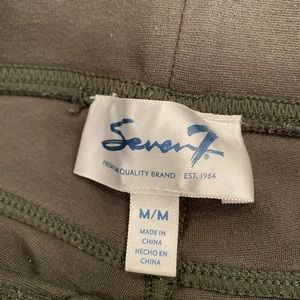 Seven7®
PREMIUM QUALITY BRAND EST. 1964
M/M
MADE IN
CHINA
HECHO EN
CHINA